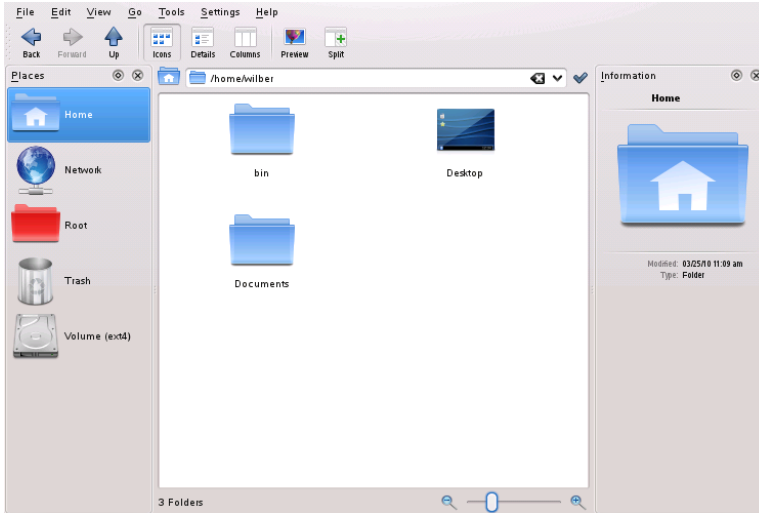 File Edit View Go Tools Settings Help
Back Forward Up Icons Details Columns Preview Split
Places
Home
Network
Root
Trash
Volume (ext4)
/home/wilber
bin
Desktop
Documents
3 Folders
Information
Home
Modified: 03/25/10 11:09 am
Type: Folder